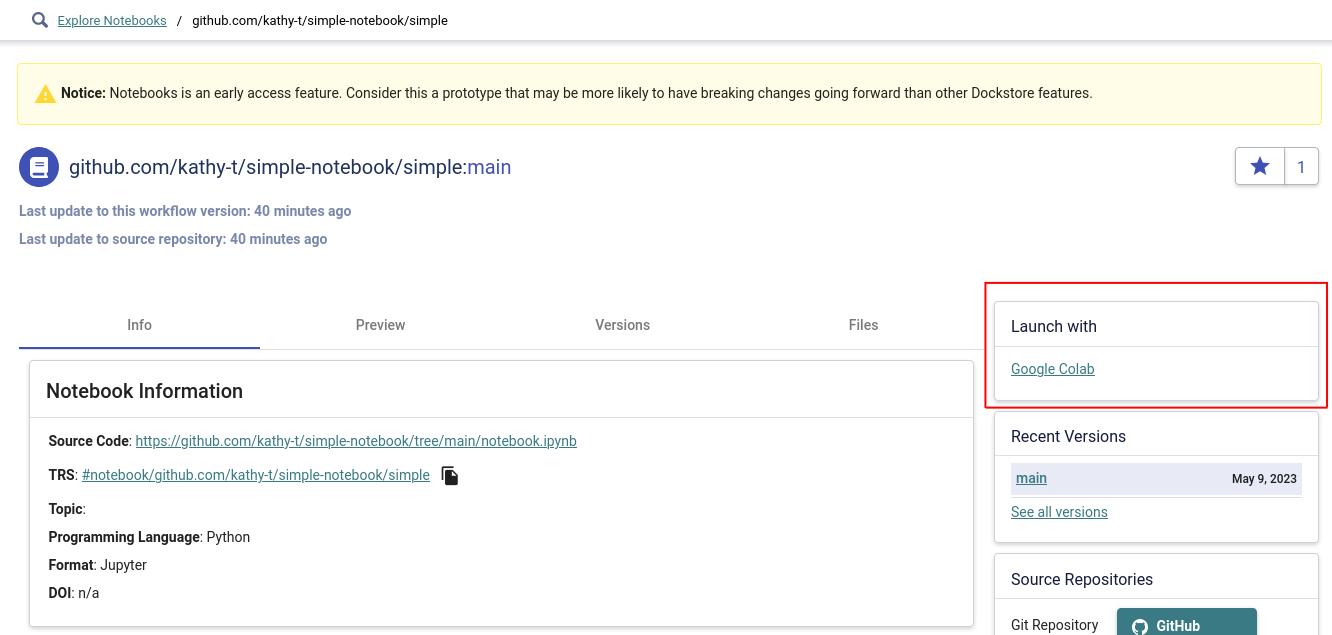 Explore Notebooks / github.com/kathy-t/simple-notebook/simple
Notice: Notebooks is an early access feature. Consider this a prototype that may be more likely to have breaking changes going forward than other Dockstore features.
github.com/kathy-t/simple-notebook/simple:main
1
Last update to this workflow version: 40 minutes ago
Last update to source repository: 40 minutes ago
Info
Preview
Versions
Files
Notebook Information
Source Code: https://github.com/kathy-t/simple-notebook/tree/main/notebook.ipynb
TRS: #notebook/github.com/kathy-t/simple-notebook/simple
Topic:
Programming Language: Python
Format: Jupyter
DOI: n/a
Launch with
Google Colab
Recent Versions
main May 9, 2023
See all versions
Source Repositories
Git Repository GitHub